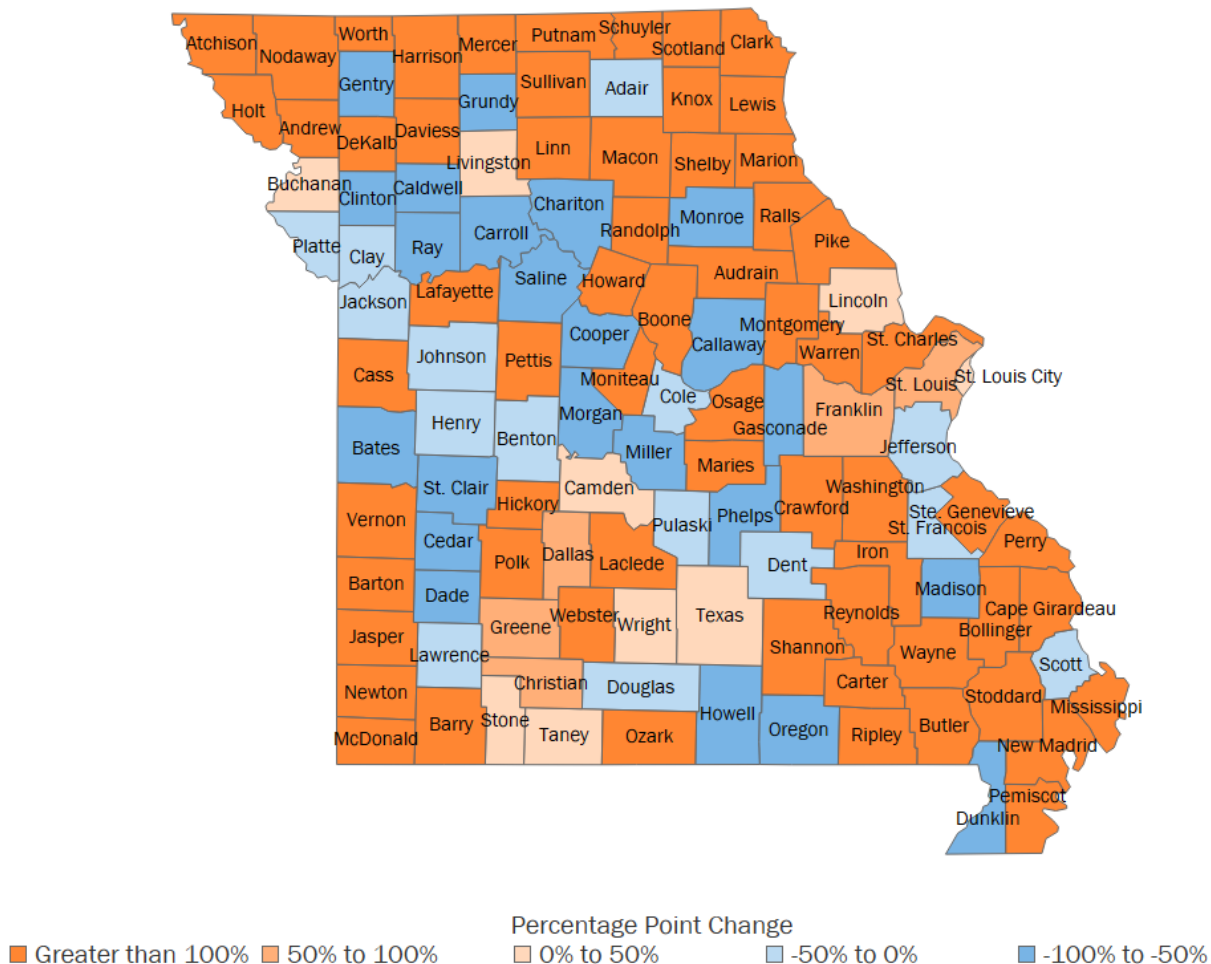 Atchison
Nodaway
Worth
Harrison
Mercer
Putnam
Schuyler
Scotland
Clark
Gentry
Grundy
Sullivan
Adair
Knox
Lewis
Holt
Andrew
DeKalb
Daviess
Livingston
Linn
Macon
Shelby
Marion
Buchanan
Clinton
Caldwell
Chariton
Randolph
Monroe
Ralls
Pike
Platte
Clay
Ray
Carroll
Saline
Howard
Audrain
Lincoln
Jackson
Lafayette
Cooper
Boone
Callaway
Montgomery
Warren
St. Charles
Johnson
Pettis
Moniteau
Cole
Osage
Gasconade
Franklin
St. Louis
St. Louis City
Cass
Henry
Benton
Morgan
Miller
Maries
Jefferson
Bates
St. Clair
Hickory
Camden
Pulaski
Phelps
Crawford
Washington
Ste. Genevieve
St. Francois
Perry
Vernon
Cedar
Polk
Dallas
Laclede
Dent
Iron
Madison
Barton
Dade
Greene
Webster
Wright
Texas
Shannon
Reynolds
Wayne
Bollinger
Cape Girardeau
Jasper
Lawrence
Christian
Douglas
Howell
Carter
Stoddard
Scott
Mississippi
Newton
McDonald
Barry
Stone
Taney
Ozark
Oregon
Ripley
Butler
New Madrid
Pemiscot
Dunklin
Percentage Point Change
Greater than 100% 50% to 100% 0% to 50% -50% to 0% -100% to -50%